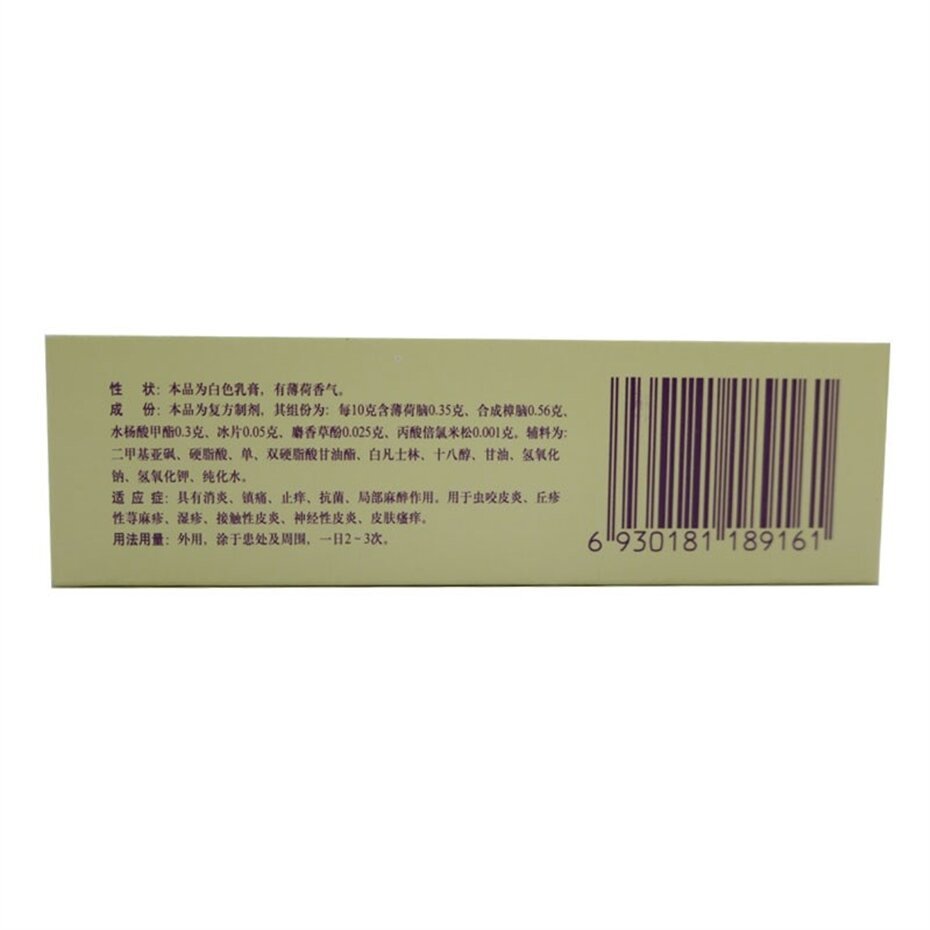 性 状：本品为白色乳膏，有薄荷香气。
成 份：本品为复方制剂，其组份为：每10克含薄荷脑0.35克、合成樟脑0.56克、
水杨酸甲酯0.3克、冰片0.05克、麝香草酚0.025克、丙酸倍氯米松0.001克。辅料为：
二甲基亚砜、硬脂酸、单、双硬脂酸甘油酯、白凡士林、十八醇、甘油、氢氧化
钠、氢氧化钾、纯化水。
适 应 症：具有消炎、镇痛、止痒、抗菌、局部麻醉作用。用于虫咬皮炎、丘疹
性荨麻疹、湿疹、接触性皮炎、神经性皮炎、皮肤瘙痒。
用法用量：外用，涂于患处及周围，一日2~3次。
6 930181 189161